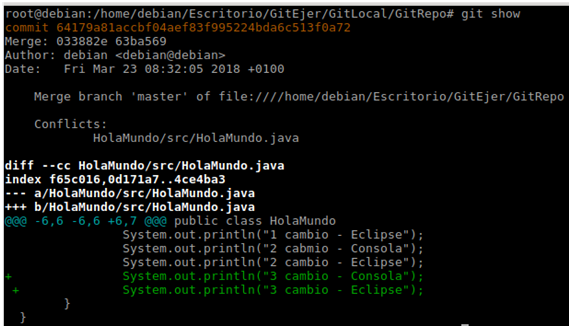 root@debian:/home/debian/Escritorio/GitEjer/GitLocal/GitRepo# git show
commit 64179a81accbf04aef83f995224bda6c513f0a72
Merge: 033882e 63ba569
Author: debian <debian@debian>
Date:   Fri Mar 23 08:32:05 2018 +0100
    Merge branch 'master' of file:////home/debian/Escritorio/GitEjer/GitRepo
    Conflicts:
            HolaMundo/src/HolaMundo.java
diff --cc HolaMundo/src/HolaMundo.java
index f65c016,0d171a7..4ce4ba3
--- a/HolaMundo/src/HolaMundo.java
+++ b/HolaMundo/src/HolaMundo.java
@@@ -6,6 -6,6 +6,7 @@@ public class HolaMundo
                System.out.println("1 cambio - Eclipse");
                System.out.println("2 cabmio - Consola");
                System.out.println("2 cambio - Eclipse");
+               System.out.println("3 cambio - Consola");
 +              System.out.println("3 cambio - Eclipse");
        }
  }